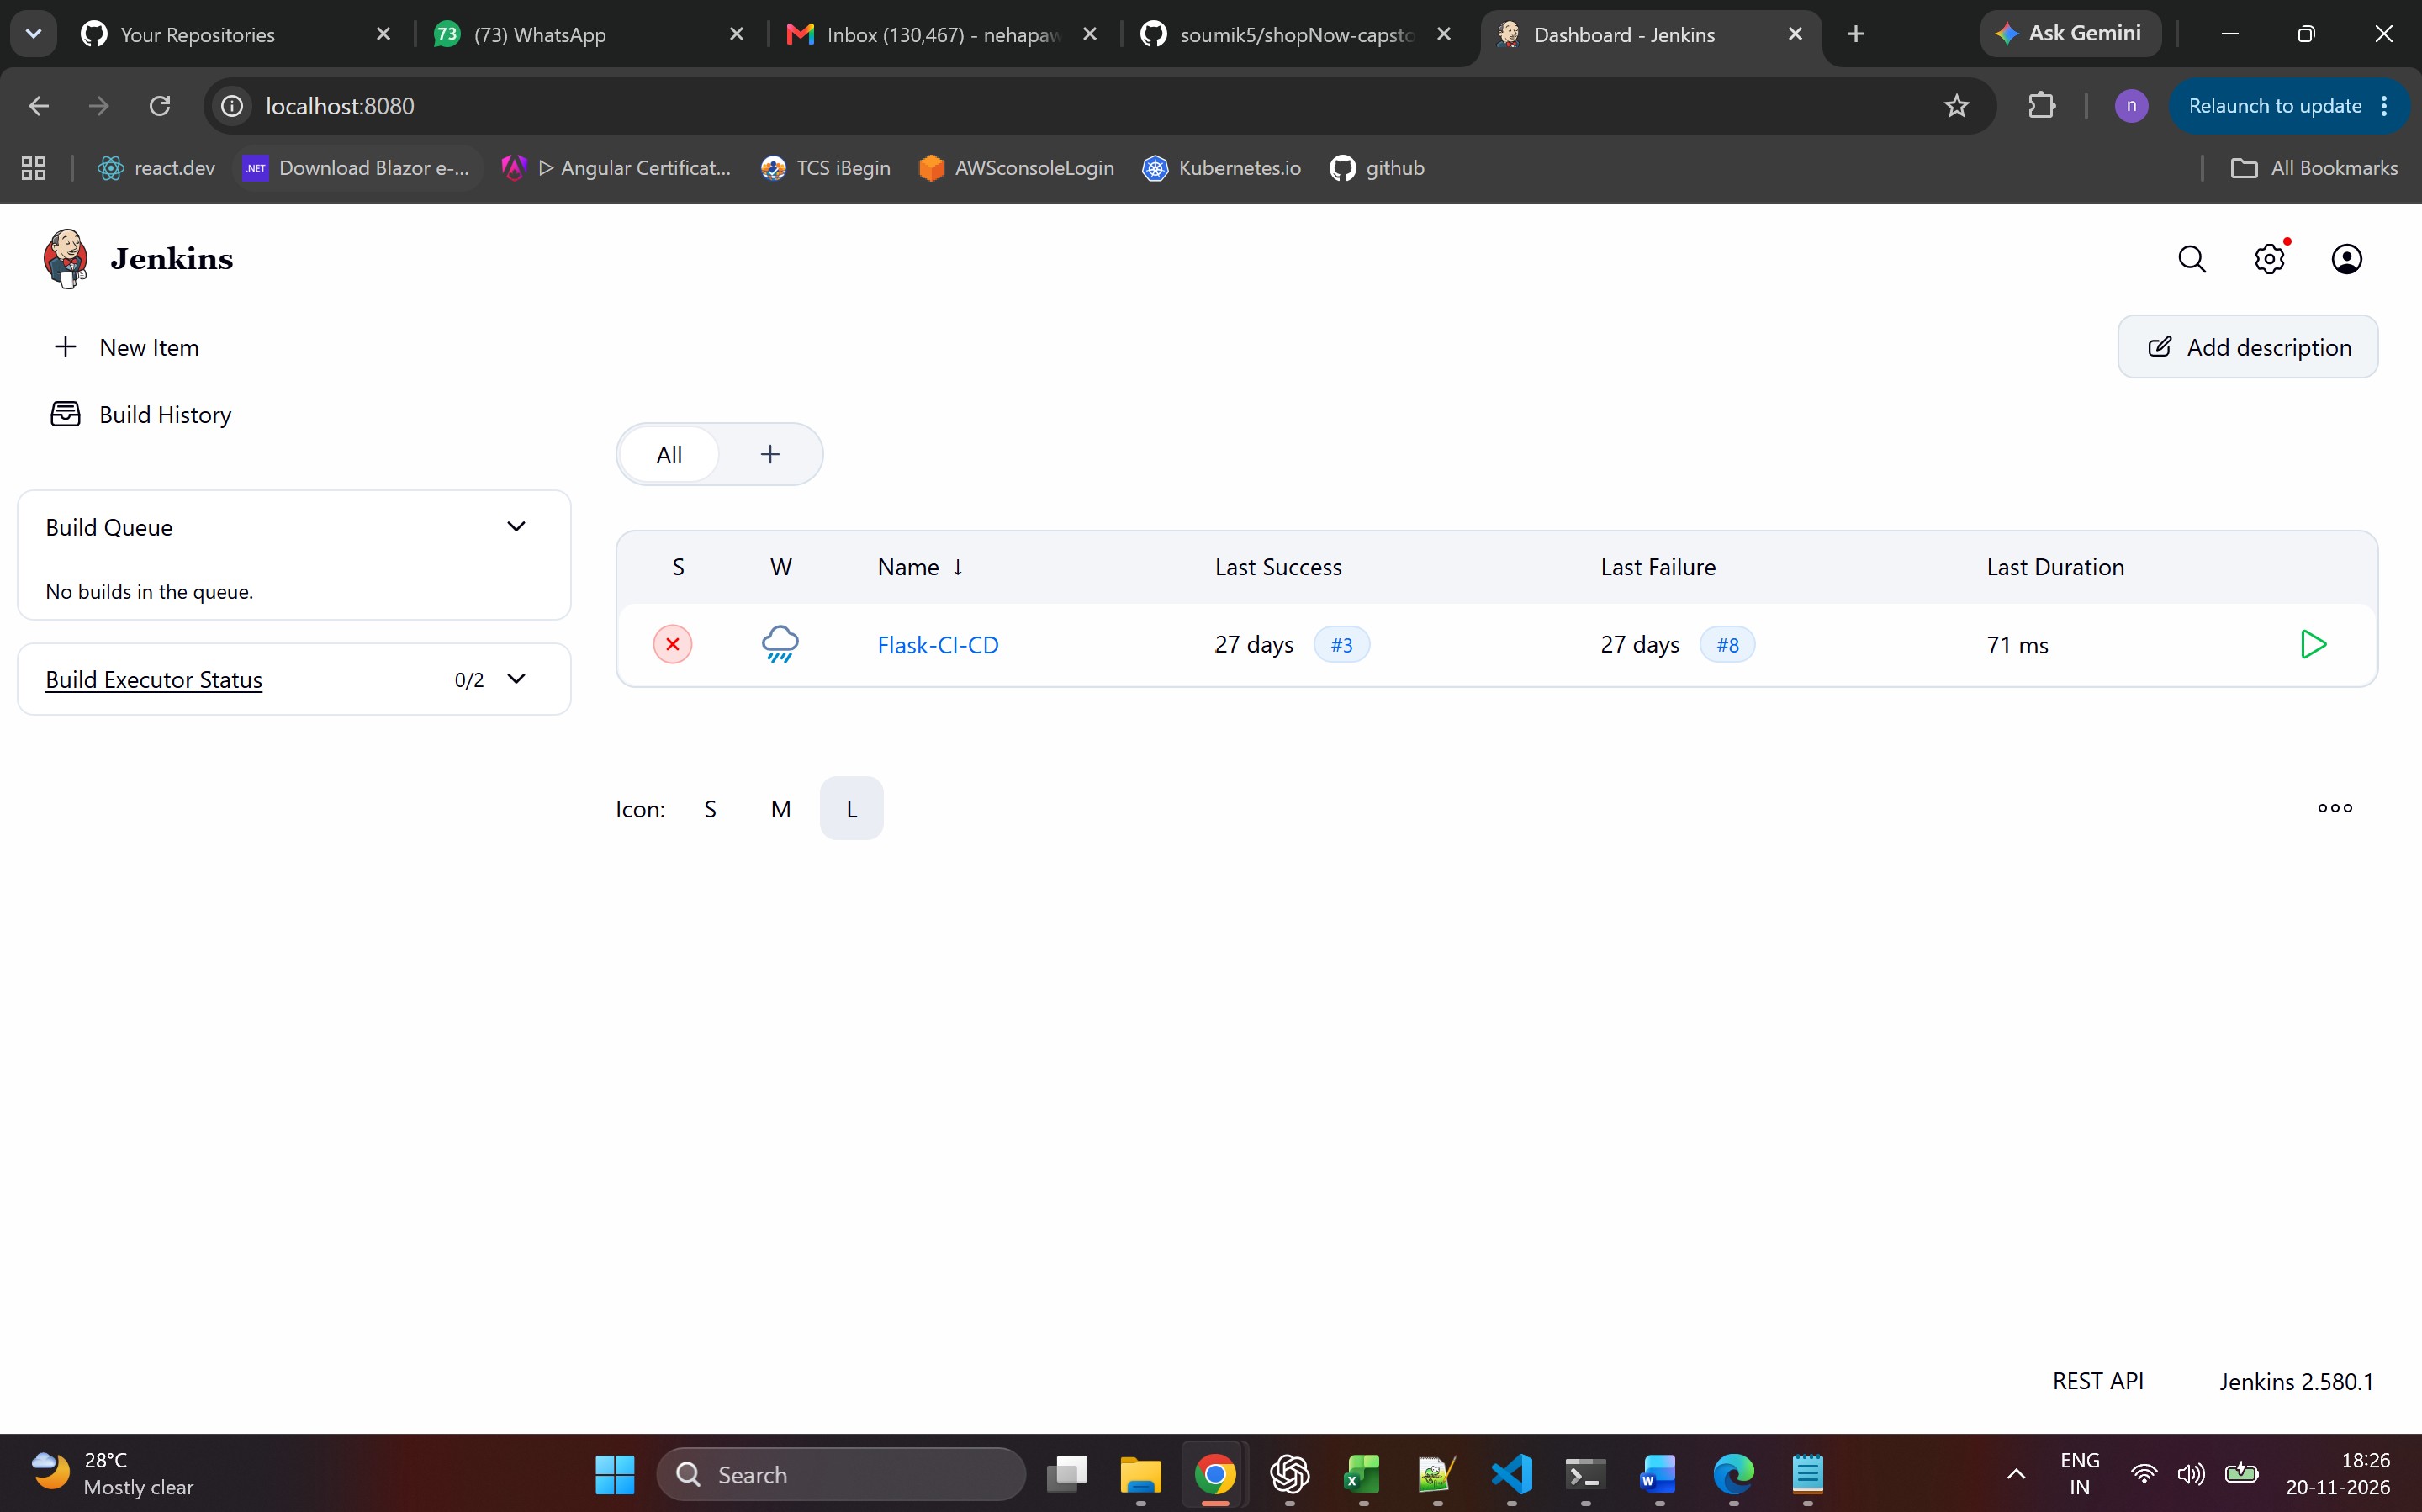 Your Repositories
73 (73) WhatsApp
Inbox (130,467) - nehapaw
soumik5/shopNow-capsto
Dashboard - Jenkins
Ask Gemini
localhost:8080
n
Relaunch to update
react.dev
.NET Download Blazor e-...
▷ Angular Certificat...
TCS iBegin
AWSconsoleLogin
Kubernetes.io
github
All Bookmarks
Jenkins
New Item
Add description
Build History
All +
Build Queue
No builds in the queue.
Build Executor Status 0/2
S W Name ↓ Last Success Last Failure Last Duration
Flask-CI-CD 27 days #3 27 days #8 71 ms
Icon: S M L
REST API Jenkins 2.580.1
28°C
Mostly clear
Search
ENG
IN
18:26
20-11-2026